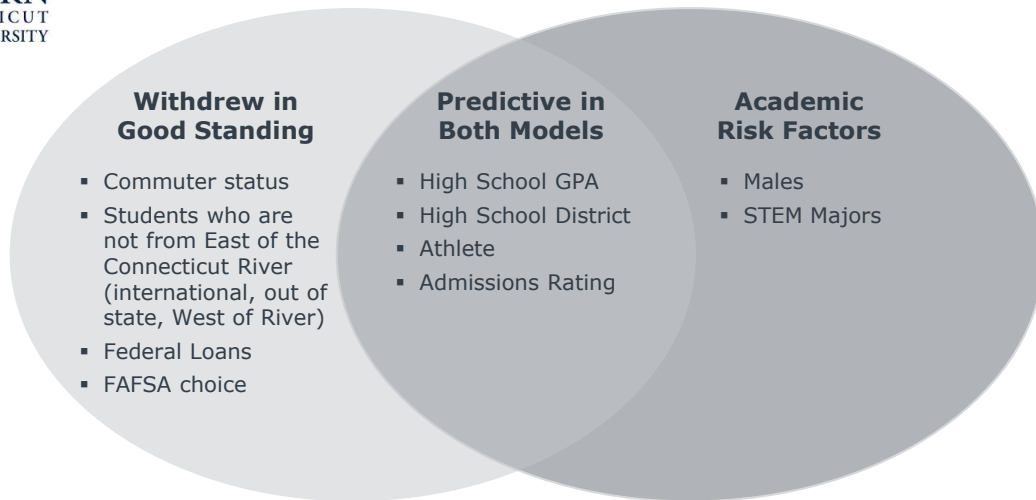 ICUT
RSITY
Withdrew in
Good Standing
▪ Commuter status
▪ Students who are
not from East of the
Connecticut River
(international, out of
state, West of River)
▪ Federal Loans
▪ FAFSA choice
Predictive in
Both Models
▪ High School GPA
▪ High School District
▪ Athlete
▪ Admissions Rating
Academic
Risk Factors
▪ Males
▪ STEM Majors